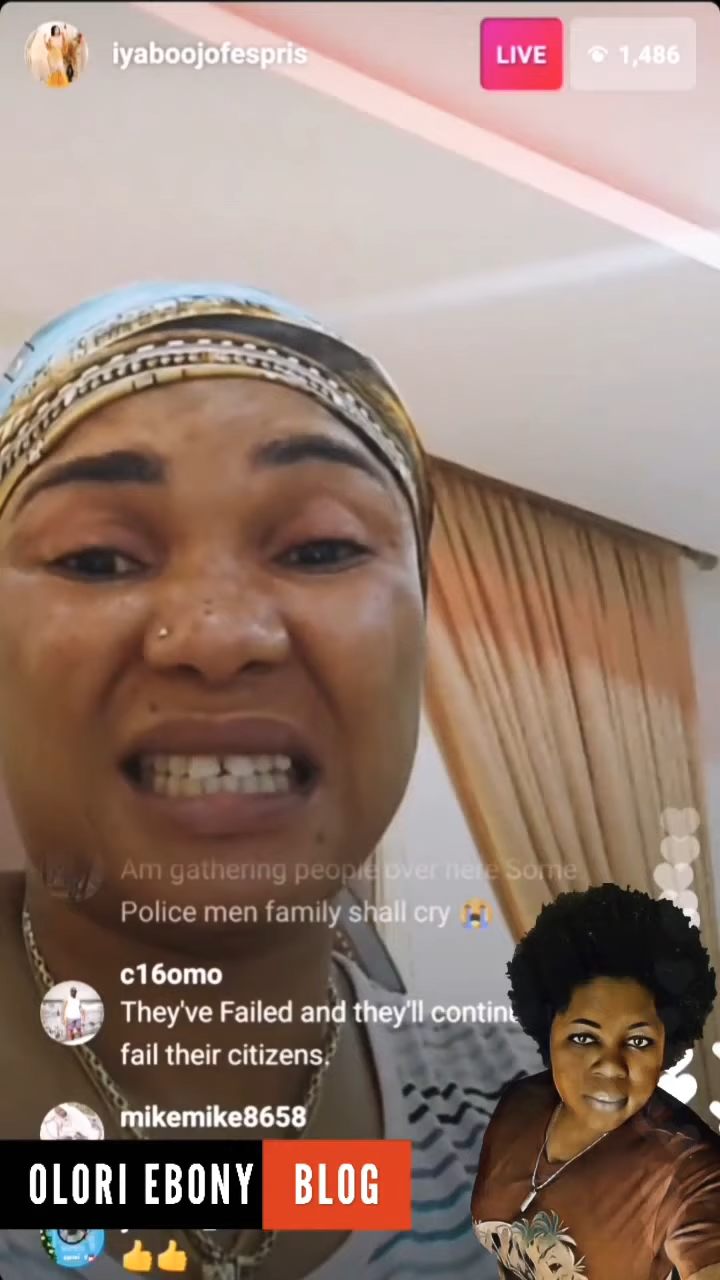 iyaboojofespris
LIVE
1,486
Am gathering people over here Some
Police men family shall cry 😭
c16omo
They've Failed and they'll
fail their citizens.
mikemike8658
OLORI EBONY BLOG
👍👍